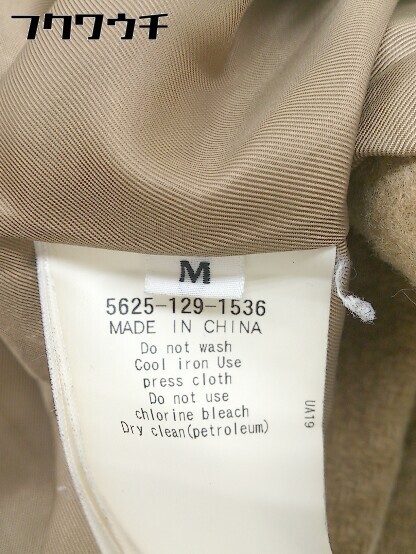 フクウウチ
M
5625-129-1536
MADE IN CHINA
Do not wash
Cool iron Use
press cloth
Do not use
chlorine bleach
Dry clean(petroleum)
UA19